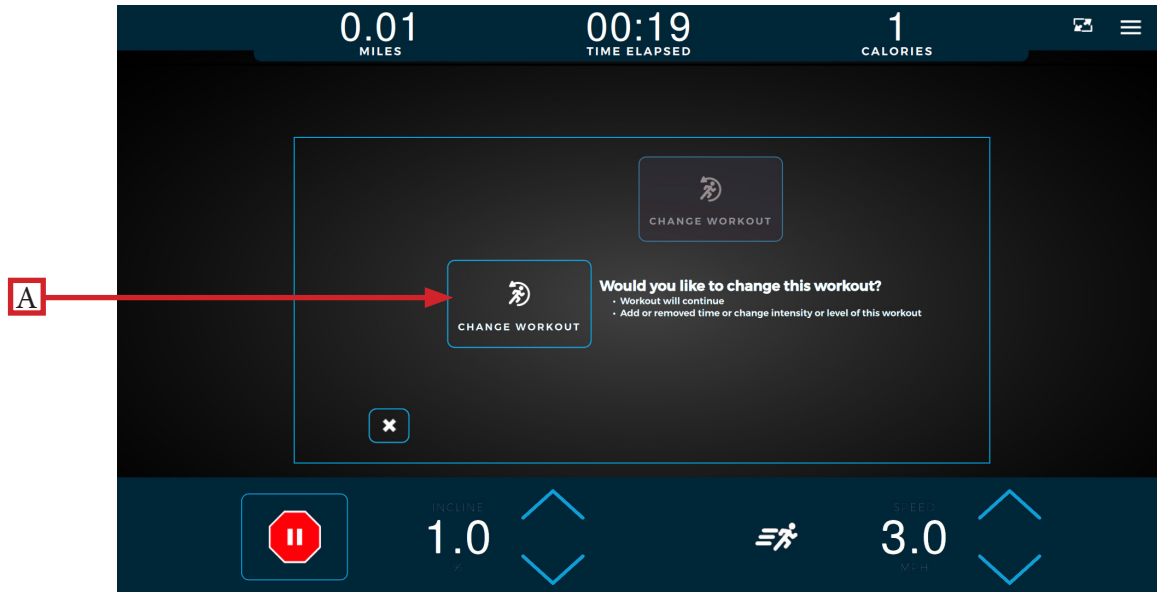 0.01
MILES
00:19
TIME ELAPSED
1
CALORIES
CHANGE WORKOUT
A
CHANGE WORKOUT
Would you like to change this workout?
• Workout will continue
• Add or removed time or change intensity or level of this workout
INCLINE
1.0
SPEED
3.0
MPH